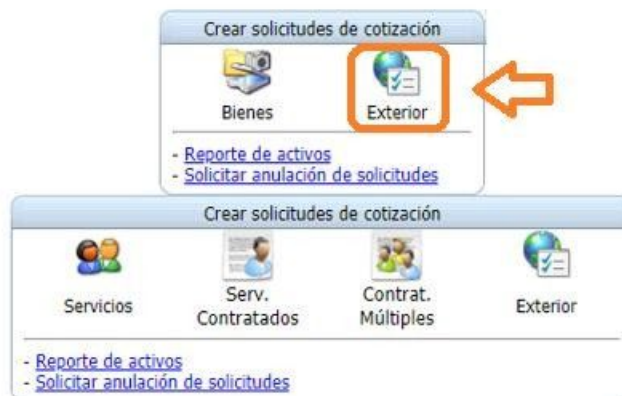 Crear solicitudes de cotización
Bienes Exterior
- Reporte de activos
- Solicitar anulación de solicitudes
Crear solicitudes de cotización
Servicios Serv. Contratados Contrat. Múltiples Exterior
- Reporte de activos
- Solicitar anulación de solicitudes